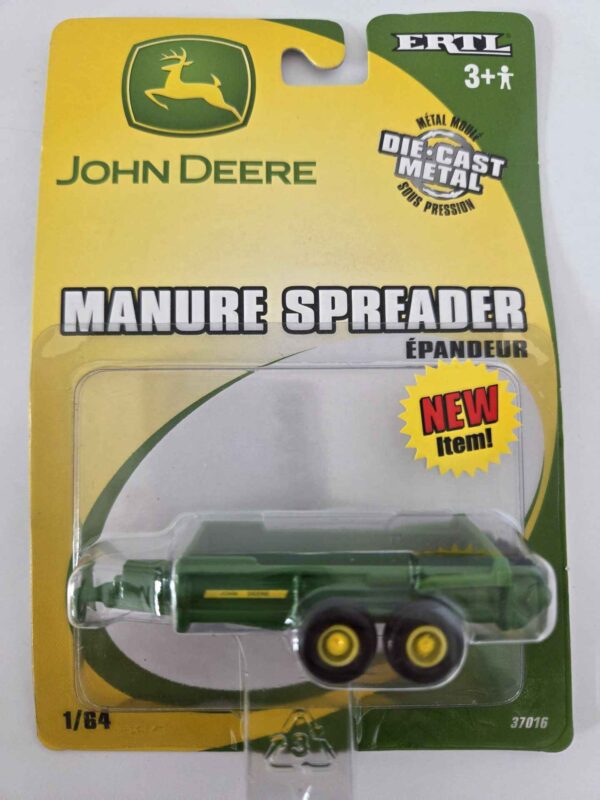 ERTL
3+
JOHN DEERE
MÉTAL MOULÉ
DIE·CAST
METAL
SOUS PRESSION
MANURE SPREADER
ÉPANDEUR
NEW
Item!
JOHN DEERE
1/64
37016